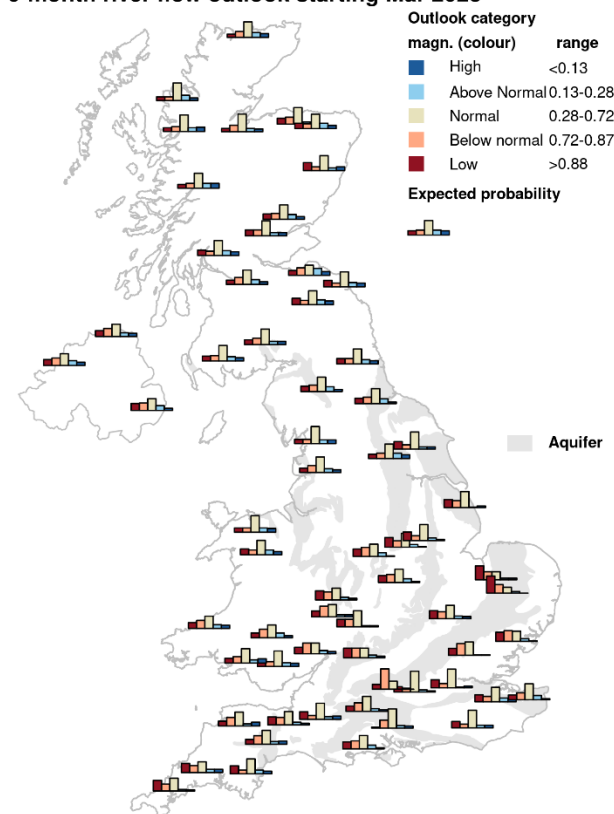 Outlook category
magn. (colour) range
High <0.13
Above Normal 0.13-0.28
Normal 0.28-0.72
Below normal 0.72-0.87
Low >0.88
Expected probability
Aquifer